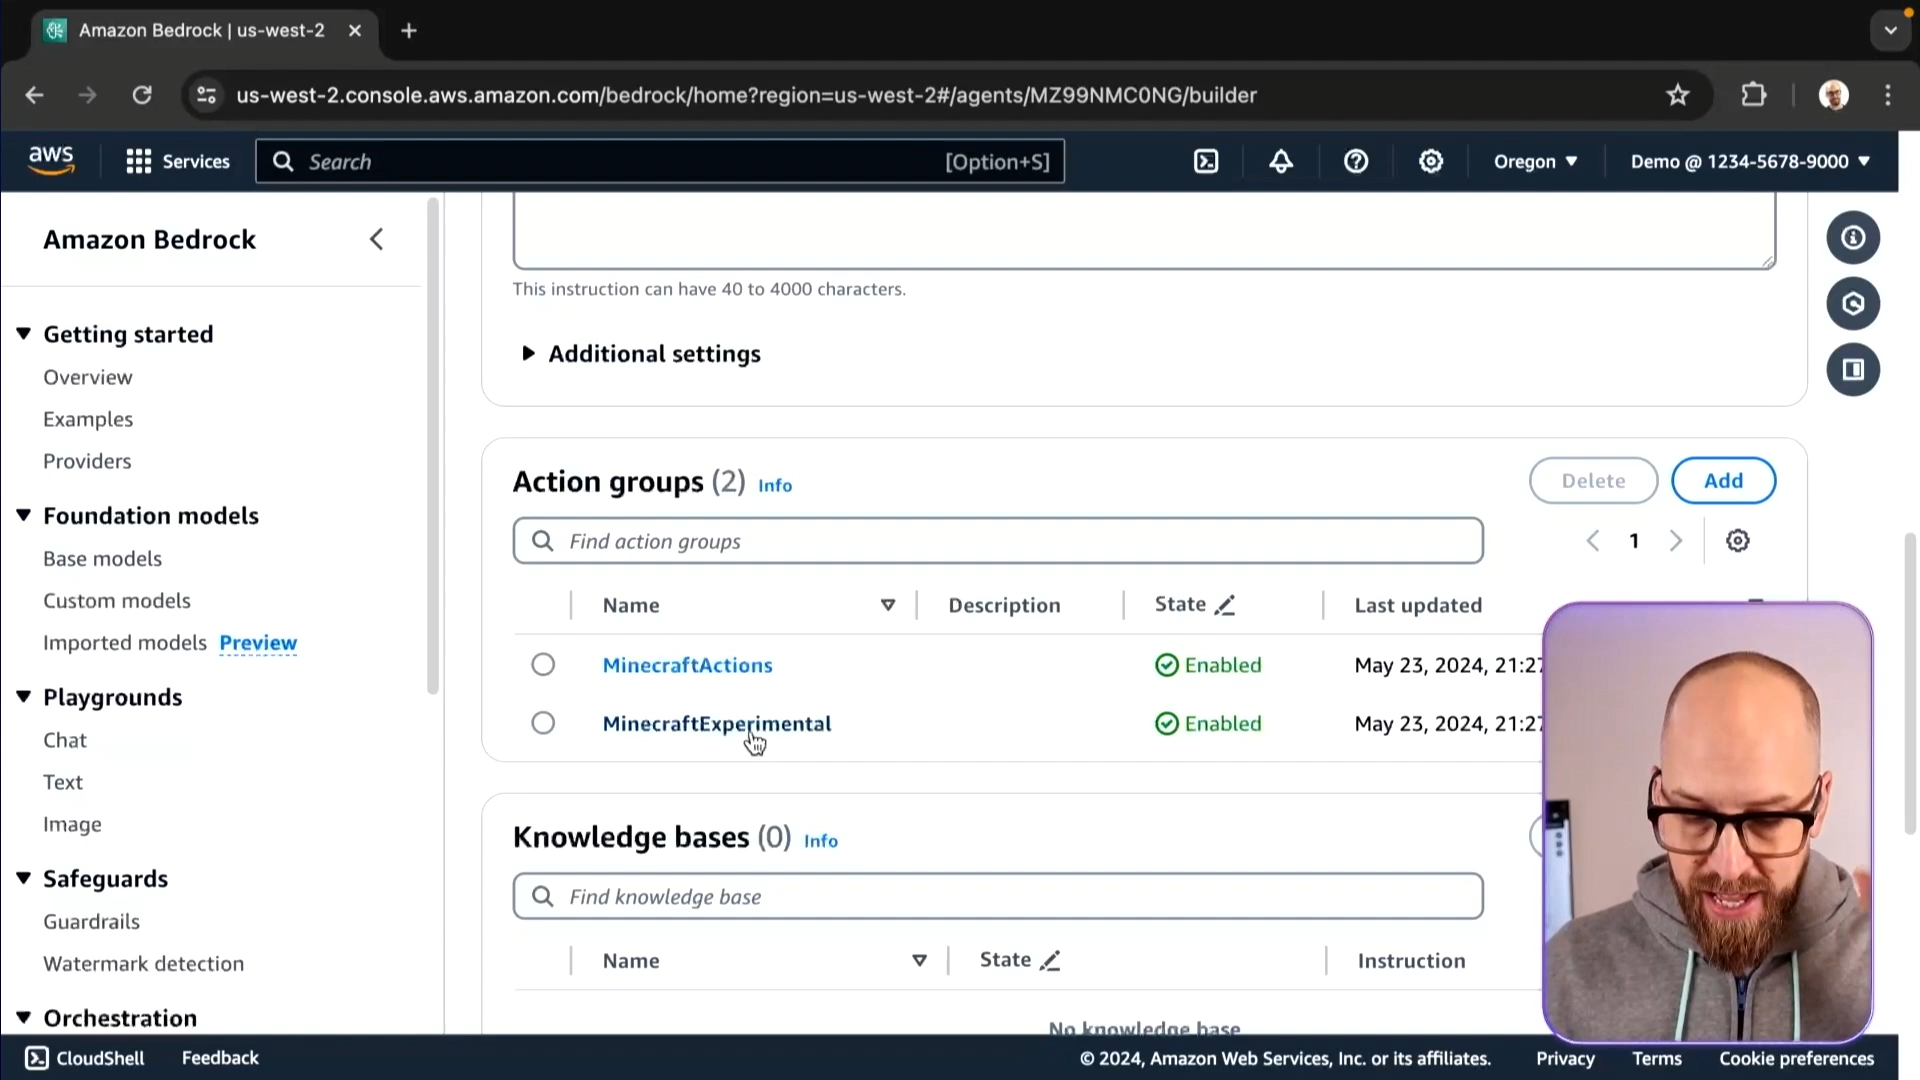 Amazon Bedrock | us-west-2
us-west-2.console.aws.amazon.com/bedrock/home?region=us-west-2#/agents/MZ99NMC0NG/builder
aws
Services
Search
[Option+S]
Oregon
Demo @ 1234-5678-9000
Amazon Bedrock
Getting started
Overview
Examples
Providers
Foundation models
Base models
Custom models
Imported models Preview
Playgrounds
Chat
Text
Image
Safeguards
Guardrails
Watermark detection
Orchestration
This instruction can have 40 to 4000 characters.
Additional settings
Action groups (2) Info
Delete
Add
Find action groups
1
Name
Description
State
Last updated
MinecraftActions
Enabled
May 23, 2024, 21:27
MinecraftExperimental
Enabled
May 23, 2024, 21:27
Knowledge bases (0) Info
Find knowledge base
Name
State
Instruction
No knowledge base
CloudShell
Feedback
© 2024, Amazon Web Services, Inc. or its affiliates.
Privacy
Terms
Cookie preferences